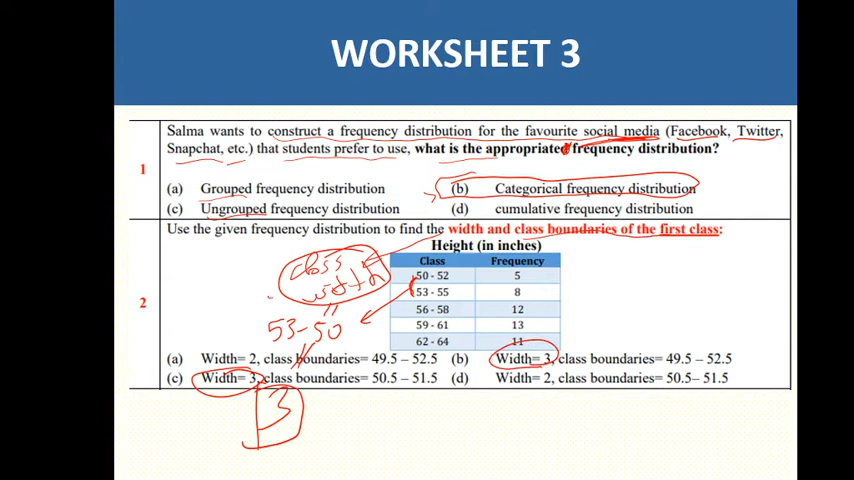 WORKSHEET 3
1
Salma wants to construct a frequency distribution for the favourite social media (Facebook, Twitter,
Snapchat, etc.) that students prefer to use, what is the appropriated frequency distribution?
(a) Grouped frequency distribution (b) Categorical frequency distribution
(c) Ungrouped frequency distribution (d) cumulative frequency distribution
2
Use the given frequency distribution to find the width and class boundaries of the first class:
Height (in inches)
Class Frequency
50 - 52 5
53 - 55 8
56 - 58 12
59 - 61 13
62 - 64 11
class
width
=
53-50
=
3
(a) Width= 2, class boundaries= 49.5 – 52.5 (b) Width= 3, class boundaries= 49.5 – 52.5
(c) Width= 3, class boundaries= 50.5 – 51.5 (d) Width= 2, class boundaries= 50.5– 51.5